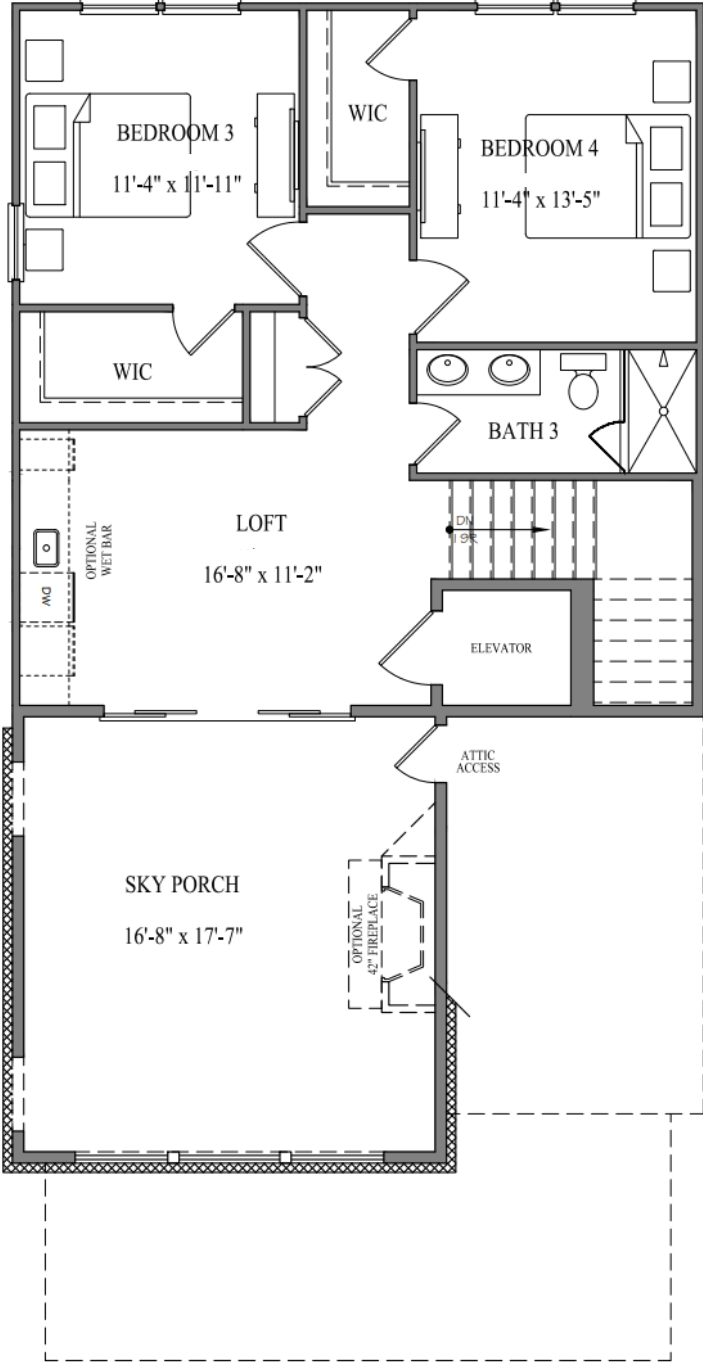 BEDROOM 3
11'-4" x 11'-11"
WIC
BEDROOM 4
11'-4" x 13'-5"
WIC
BATH 3
LOFT
16'-8" x 11'-2"
OPTIONAL
WET BAR
DW
DN
19R
ELEVATOR
ATTIC
ACCESS
SKY PORCH
16'-8" x 17'-7"
OPTIONAL
42" FIREPLACE